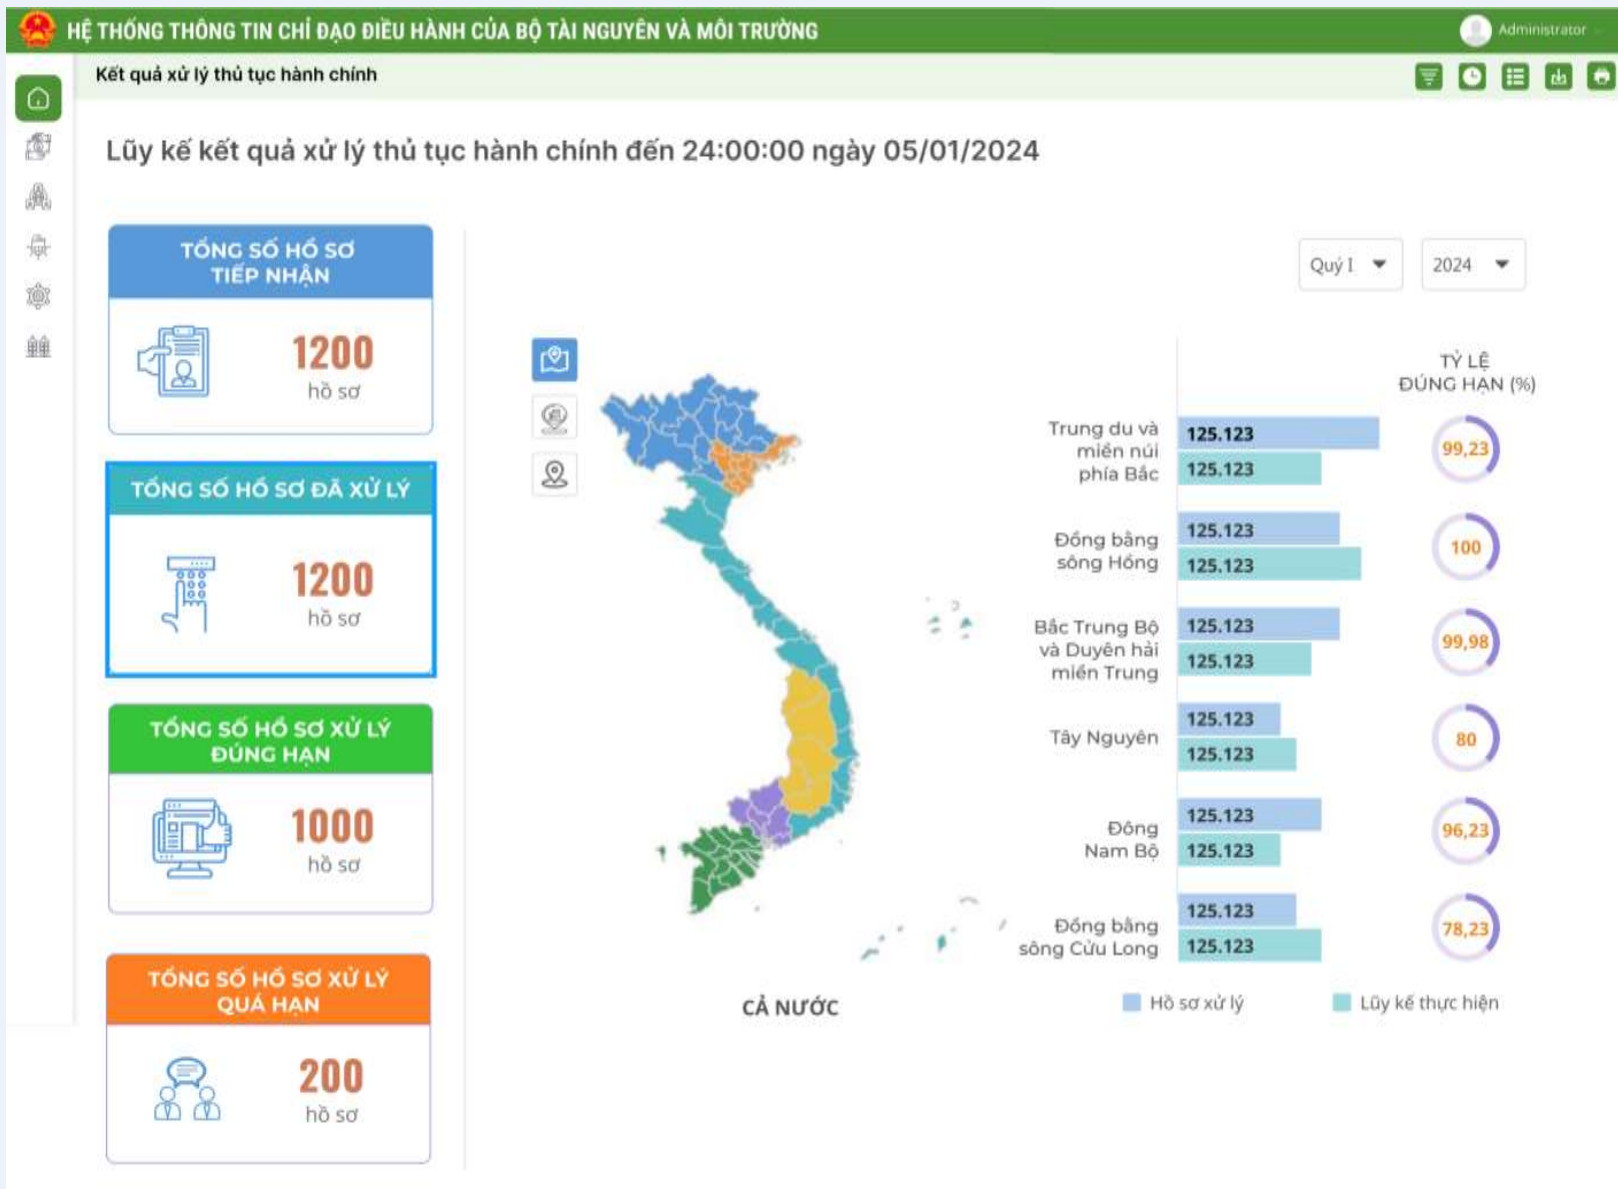 HỆ THỐNG THÔNG TIN CHỈ ĐẠO ĐIỀU HÀNH CỦA BỘ TÀI NGUYÊN VÀ MÔI TRƯỜNG
Administrator
Kết quả xử lý thủ tục hành chính
Lũy kế kết quả xử lý thủ tục hành chính đến 24:00:00 ngày 05/01/2024
TỔNG SỐ HỒ SƠ
TIẾP NHẬN
1200
hồ sơ
TỔNG SỐ HỒ SƠ ĐÃ XỬ LÝ
1200
hồ sơ
TỔNG SỐ HỒ SƠ XỬ LÝ
ĐÚNG HẠN
1000
hồ sơ
TỔNG SỐ HỒ SƠ XỬ LÝ
QUÁ HẠN
200
hồ sơ
CẢ NƯỚC
Quý I
2024
TỶ LỆ
ĐÚNG HẠN (%)
Trung du và
miền núi
phía Bắc
125.123
125.123
99,23
Đồng bằng
sông Hồng
125.123
125.123
100
Bắc Trung Bộ
và Duyên hải
miền Trung
125.123
125.123
99,98
Tây Nguyên
125.123
125.123
80
Đông
Nam Bộ
125.123
125.123
96,23
Đồng bằng
sông Cửu Long
125.123
125.123
78,23
Hồ sơ xử lý
Lũy kế thực hiện